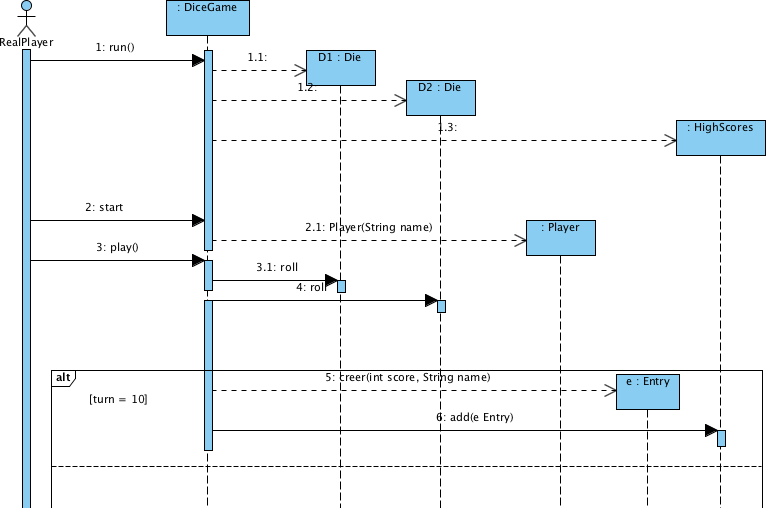 : DiceGame
RealPlayer
1: run()
1.1:
D1 : Die
1.2:
D2 : Die
1.3:
: HighScores
2: start
2.1: Player(String name)
: Player
3: play()
3.1: roll
4: roll
alt
5: creer(int score, String name)
e : Entry
[turn = 10]
6: add(e Entry)